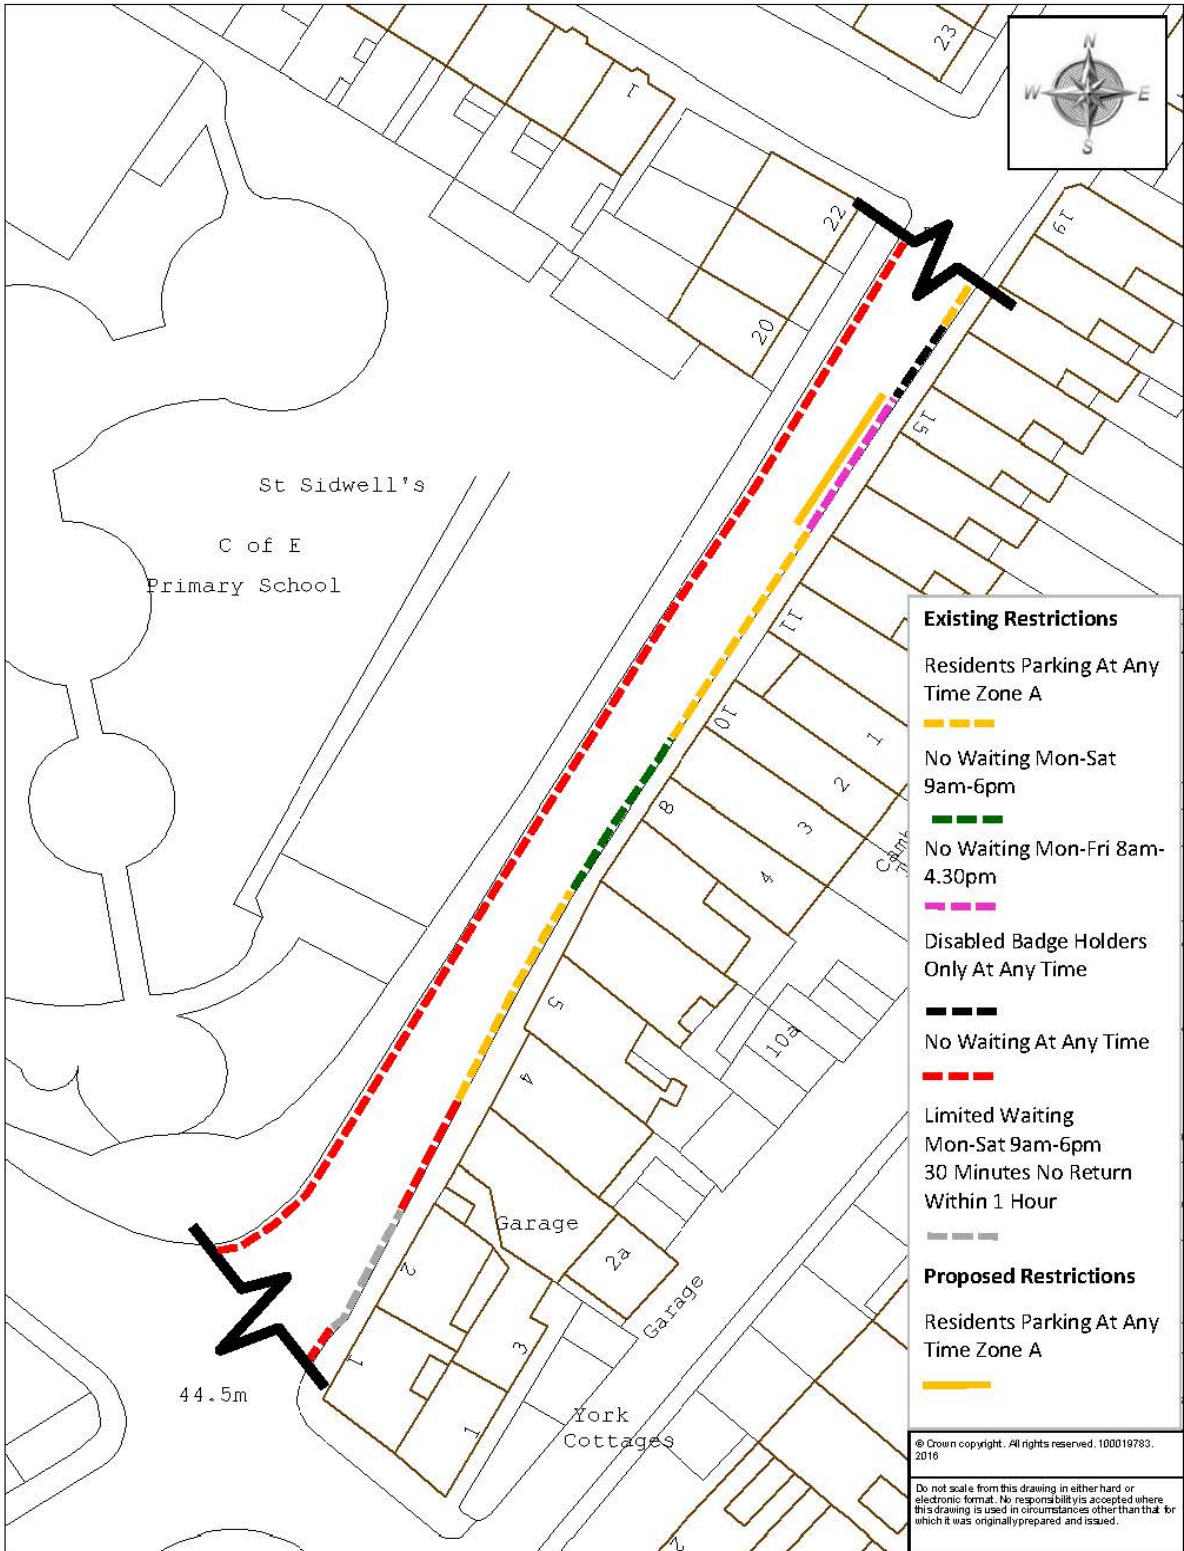 23
N
W E
S
1
22
19
20
15
St Sidwell's
C of E
Primary School
11
10
1
2
8
3
4
5
10a
4
Garage
2a
2
Garage
3
1
44.5m
1
York
Cottages
2
Existing Restrictions
Residents Parking At Any
Time Zone A
No Waiting Mon-Sat
9am-6pm
No Waiting Mon-Fri 8am-
4.30pm
Disabled Badge Holders
Only At Any Time
No Waiting At Any Time
Limited Waiting
Mon-Sat 9am-6pm
30 Minutes No Return
Within 1 Hour
Proposed Restrictions
Residents Parking At Any
Time Zone A
© Crown copyright. All rights reserved. 100019783.
2016
Do not scale from this drawing in either hard or
electronic format. No responsibility is accepted where
this drawing is used in circumstances other than that for
which it was originally prepared and issued.